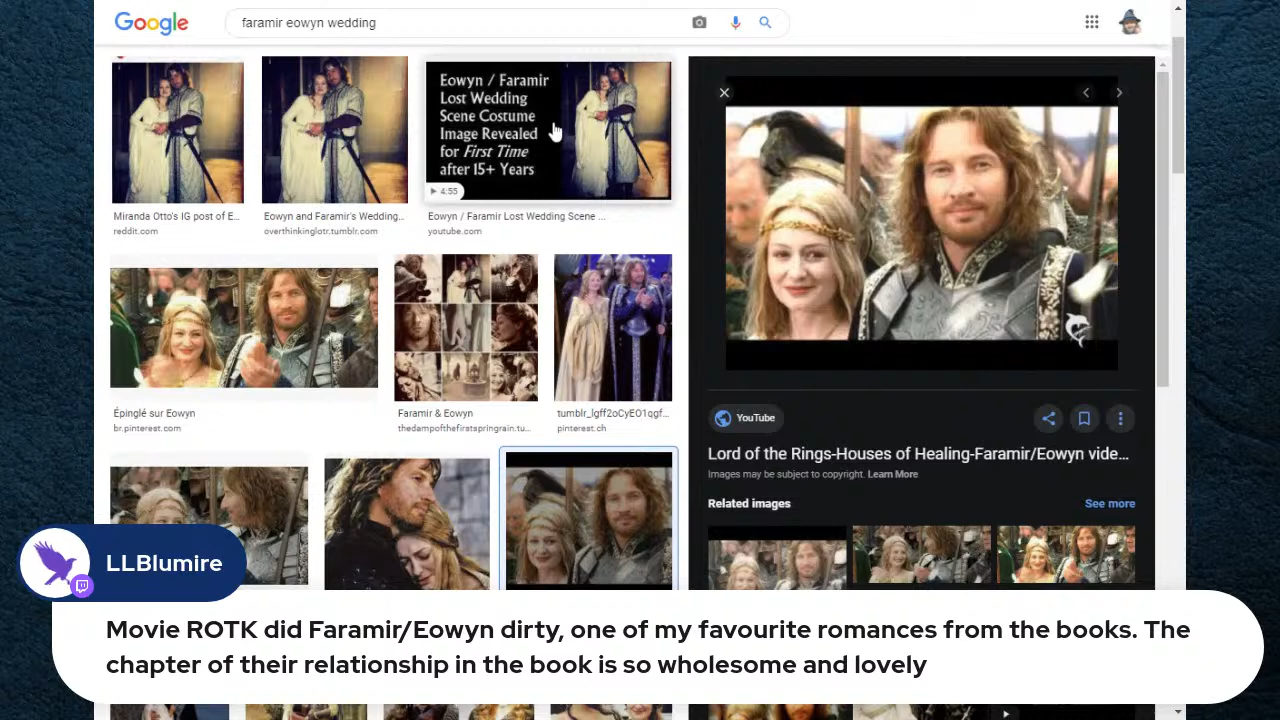 Google
faramir eowyn wedding
Eowyn / Faramir
Lost Wedding
Scene Costume
Image Revealed
for First Time
after 15+ Years
4:55
Miranda Otto's IG post of E...
reddit.com
Eowyn and Faramir's Wedding...
overthinkinglotr.tumblr.com
Eowyn / Faramir Lost Wedding Scene ...
youtube.com
Épinglé sur Eowyn
br.pinterest.com
Faramir & Eowyn
thedampofthefirstspringrain.tu...
tumblr_lgff2oCyEO1qgf...
pinterest.ch
YouTube
Lord of the Rings-Houses of Healing-Faramir/Eowyn vide...
Images may be subject to copyright. Learn More
Related images
See more
LLBlumire
Movie ROTK did Faramir/Eowyn dirty, one of my favourite romances from the books. The
chapter of their relationship in the book is so wholesome and lovely